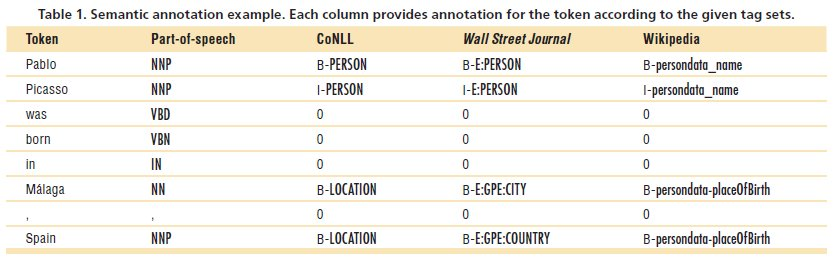 Table 1. Semantic annotation example. Each column provides annotation for the token according to the given tag sets.
Token Part-of-speech CoNLL Wall Street Journal Wikipedia
Pablo NNP B-PERSON B-E:PERSON B-persondata_name
Picasso NNP I-PERSON I-E:PERSON I-persondata_name
was VBD 0 0 0
born VBN 0 0 0
in IN 0 0 0
Málaga NN B-LOCATION B-E:GPE:CITY B-persondata-placeOfBirth
, , 0 0 0
Spain NNP B-LOCATION B-E:GPE:COUNTRY B-persondata-placeOfBirth